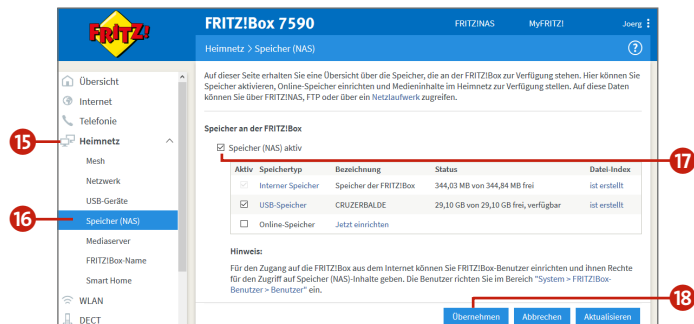 FRITZ!
FRITZ!Box 7590
FRITZ!NAS
MyFRITZ!
Joerg
Heimnetz > Speicher (NAS)
?
Übersicht
Internet
Telefonie
Heimnetz
Mesh
Netzwerk
USB-Geräte
Speicher (NAS)
Mediaserver
FRITZ!Box-Name
Smart Home
WLAN
DECT
Auf dieser Seite erhalten Sie eine Übersicht über die Speicher, die an der FRITZ!Box zur Verfügung stehen. Hier können Sie
Speicher aktivieren, Online-Speicher einrichten und Medieninhalte im Heimnetz zur Verfügung stellen. Auf diese Daten
können Sie über FRITZ!NAS, FTP oder über ein Netzlaufwerk zugreifen.
Speicher an der FRITZ!Box
Speicher (NAS) aktiv
Aktiv Speichertyp Bezeichnung Status Datei-Index
Interner Speicher Speicher der FRITZ!Box 344,03 MB von 344,84 MB frei ist erstellt
USB-Speicher CRUZERBALDE 29,10 GB von 29,10 GB frei, verfügbar ist erstellt
Online-Speicher Jetzt einrichten
Hinweis:
Für den Zugang auf die FRITZ!Box aus dem Internet können Sie FRITZ!Box-Benutzer einrichten und ihnen Rechte
für den Zugriff auf Speicher (NAS)-Inhalte geben. Die Benutzer richten Sie im Bereich "System > FRITZ!Box-
Benutzer > Benutzer" ein.
Übernehmen
Abbrechen
Aktualisieren
15
16
17
18